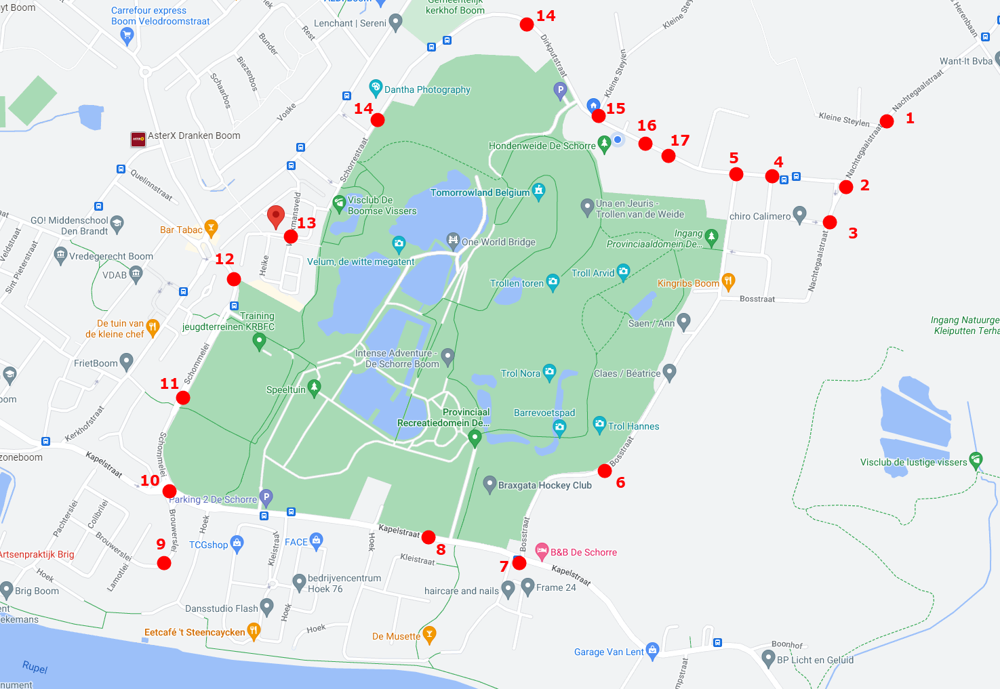 yt Boom
Carrefour express
Boom Velodroomstraat
Lenchant | Sereni
Gemeentelijk
kerkhof Boom
14
Dirkputstraat
Kleine Steylen
Herenbaan
Want-It Bvba
Nachtegaalstraat
Rest
Bunder
Biezenbos
Schaarbos
Voske
Dantha Photography
14
P
15
Kleine Steylen
16
17
Kleine Steylen
1
AsterX Dranken Boom
ASTERX
Hondenweide De Schorre
Schorrestraat
5
4
Nachtegaalstraat
2
Quelinnstraat
Tomorrowland Belgium
Visclub De
Boomse Vissers
Una en Jeuris -
Trollen van de Weide
chiro Calimero
3
GO! Middenschool
Den Brandt
Bar Tabac
13
One World Bridge
Ingang
Provinciaaldomein De...
Veldstraat
Sint Pieterstraat
Vredegerecht Boom
VDAB
12
Heike
Velum, de witte megatent
Trollen toren
Troll Arvid
Kingribs Boom
Bosstraat
Nachtegaalstraat
De tuin van
de kleine chef
Training
jeugdterreinen KRBFC
Saen / Ann
Ingang Natuurge
Kleiputten Terha
FrietBoom
Schommelei
Intense Adventure -
De Schorre Boom
Trol Nora
Claes / Béatrice
11
Speeltuin
Provinciaal
Recreatiedomein De...
Barrevoetspad
Trol Hannes
Kerkhofstraat
Schommelei
Bosstraat
zoneboom
Kapelstraat
6
Visclub de lustige vissers
10
Parking 2 De Schorre
P
Braxgata Hockey Club
Pachterslei
Colibrilei
Brouwerslei
Hoek
Kapelstraat
8
Bosstraat
9
TCGshop
FACE
Kleistraat
Hoek
Kleistraat
7
B&B De Schorre
Kapelstraat
Artsenpraktijk Brig
Brouwerslei
Hoek
Lamotlei
Brig Boom
bedrijvencentrum
Hoek 76
haircare and nails
Frame 24
Dansstudio Flash
Hoek
ekemans
Eetcafé 't Steencaycken
Hoek
De Musette
Garage Van Lent
Boonhof
BP Licht en Geluid
Rupel